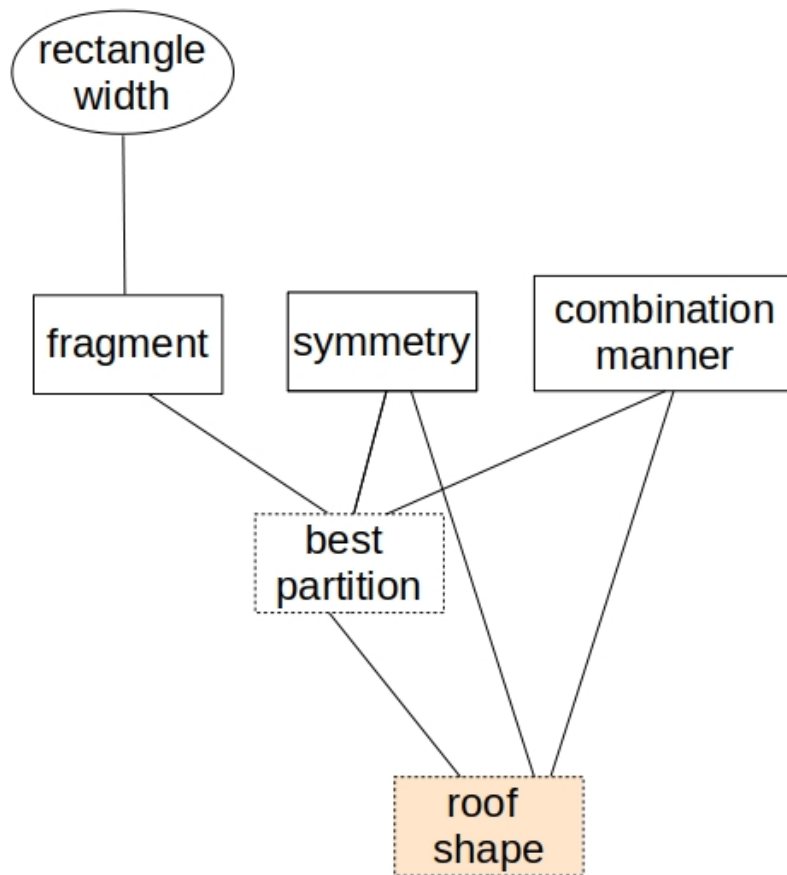 rectangle
width
fragment
symmetry
combination
manner
best
partition
roof
shape